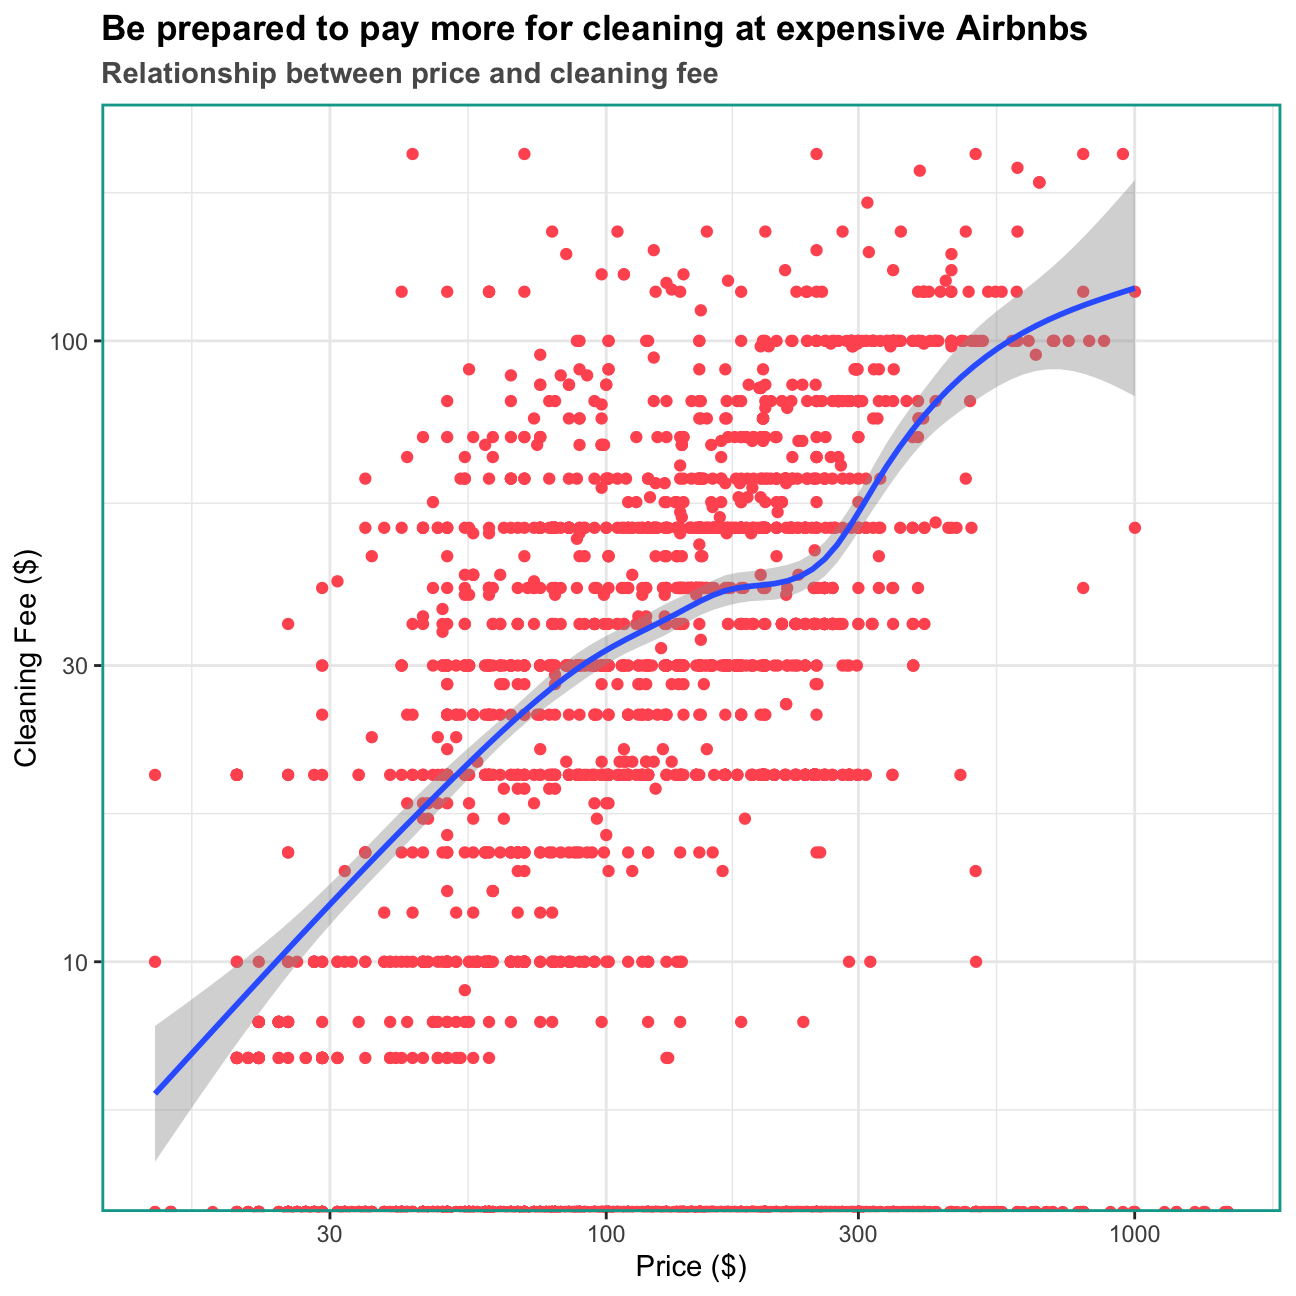 Be prepared to pay more for cleaning at expensive Airbnbs
Relationship between price and cleaning fee
Cleaning Fee ($)
100
30
10
30
100
300
1000
Price ($)